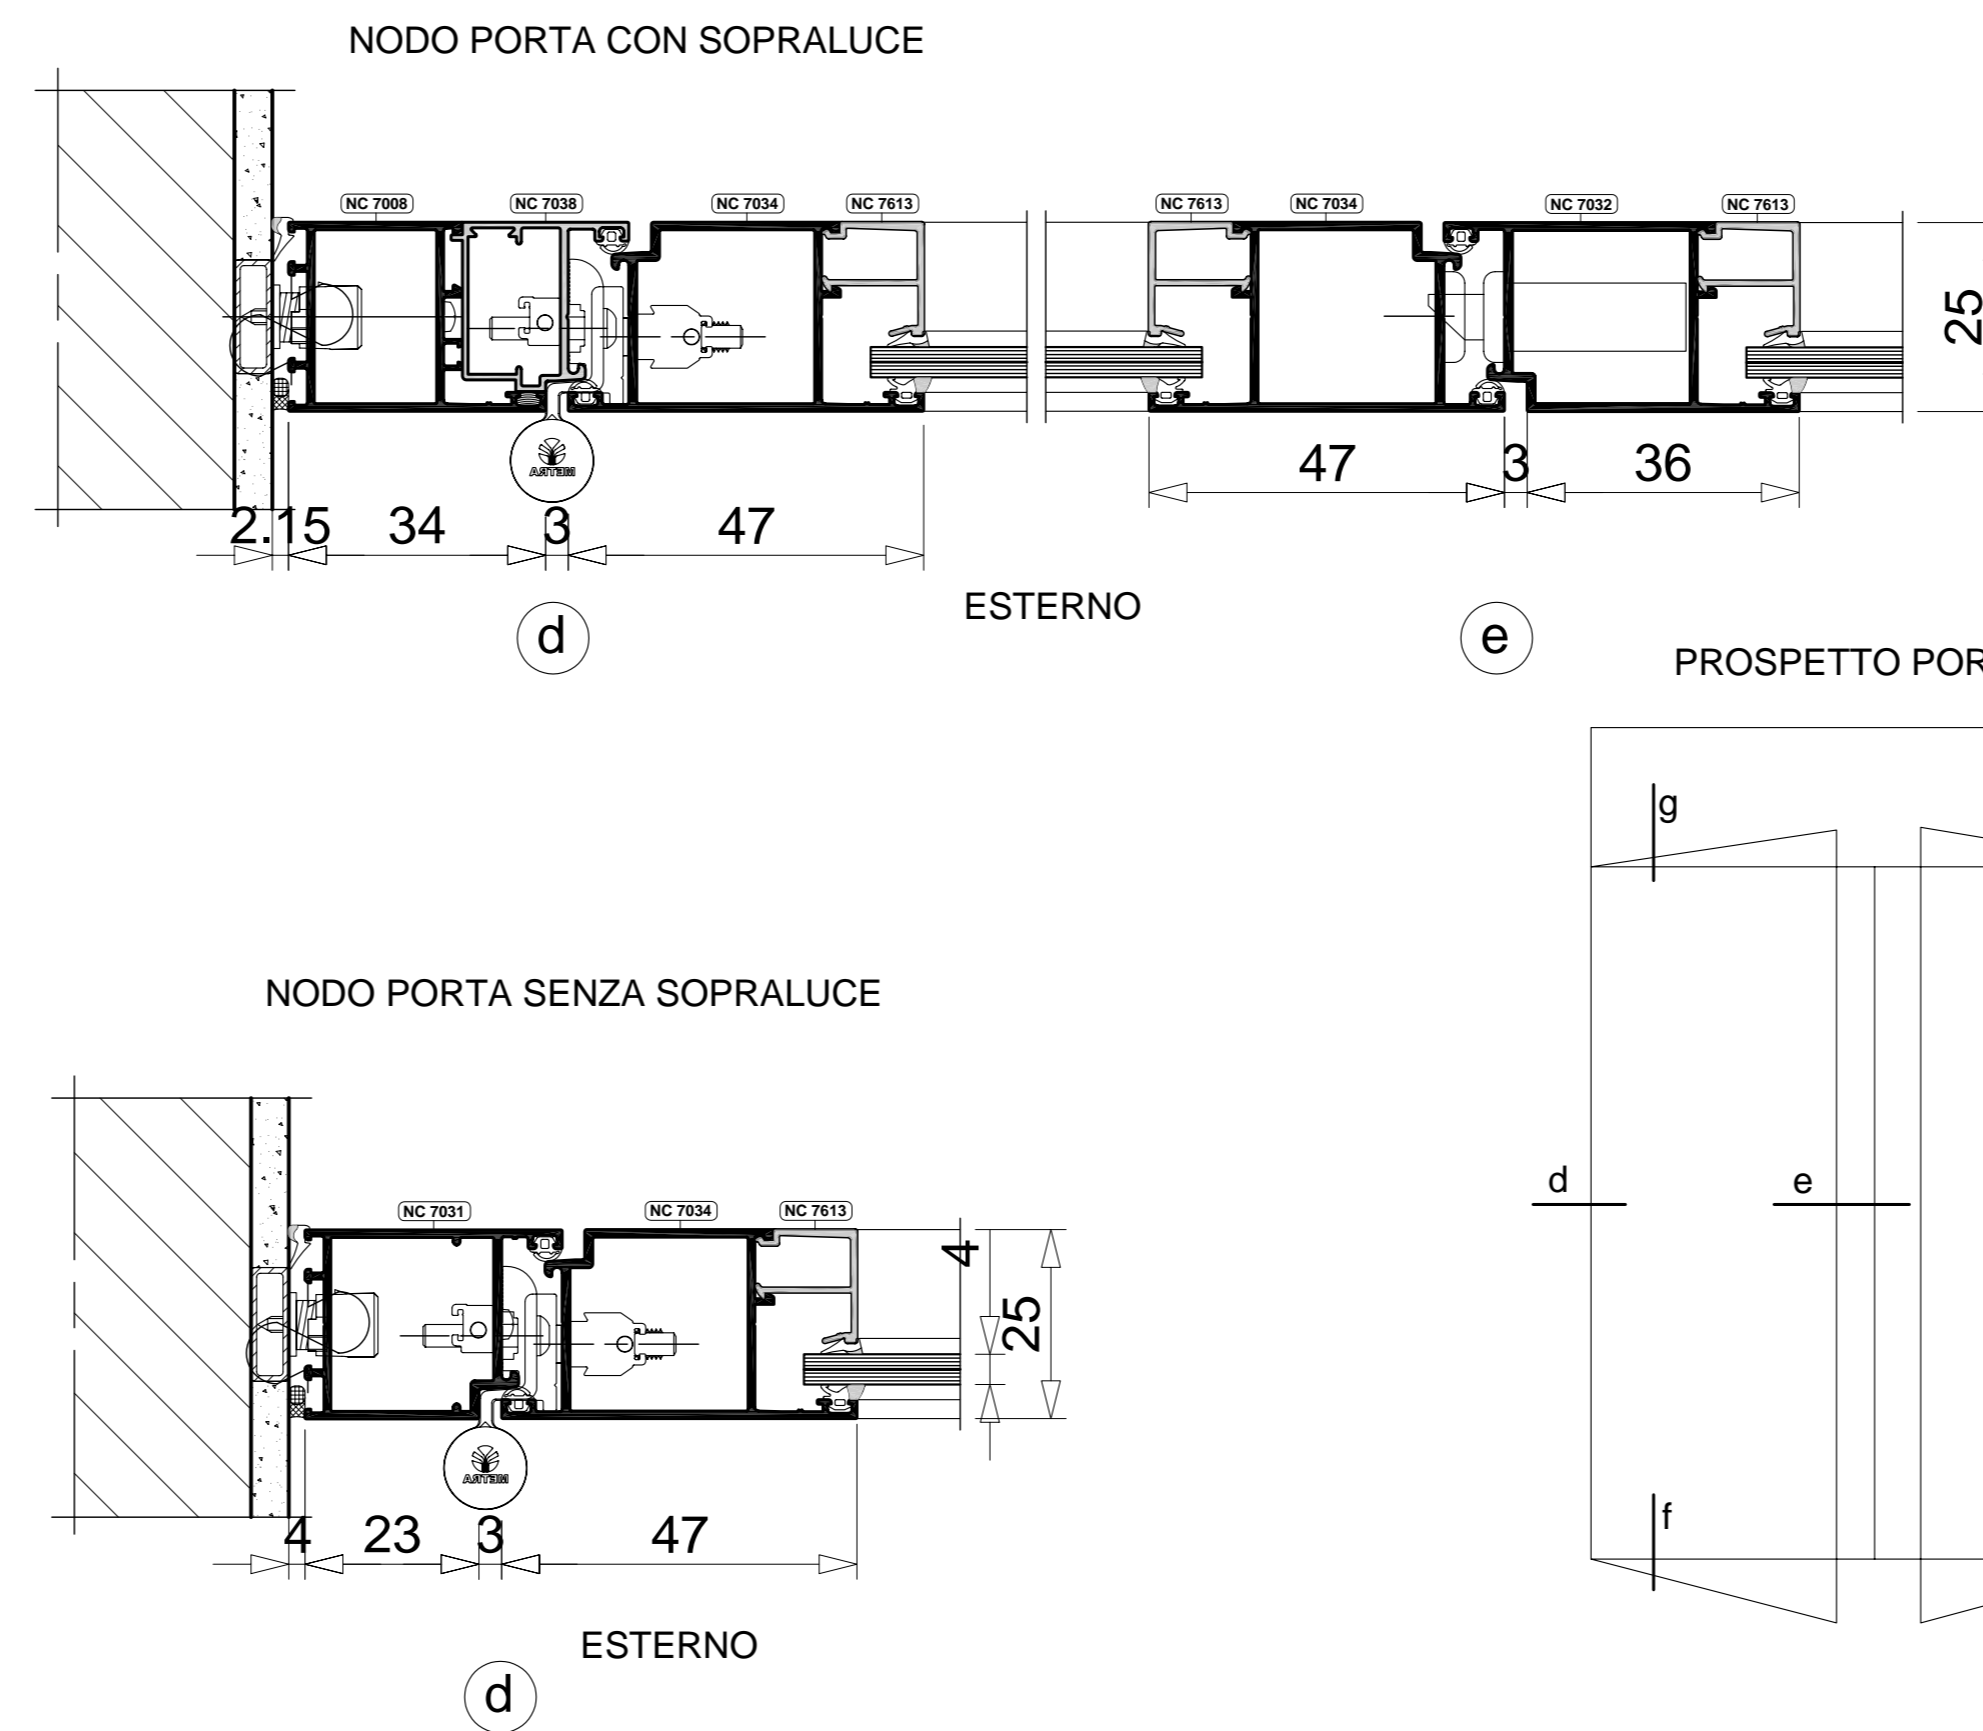 NODO PORTA CON SOPRALUCE
NC 7008
NC 7038
NC 7034
NC 7613
NC 7613
NC 7034
NC 7032
NC 7613
25
METRA
47
3
36
2.15
34
3
47
ESTERNO
d
e
PROSPETTO POR
g
NODO PORTA SENZA SOPRALUCE
d
e
NC 7031
NC 7034
NC 7613
4
25
METRA
4
23
3
47
f
ESTERNO
d